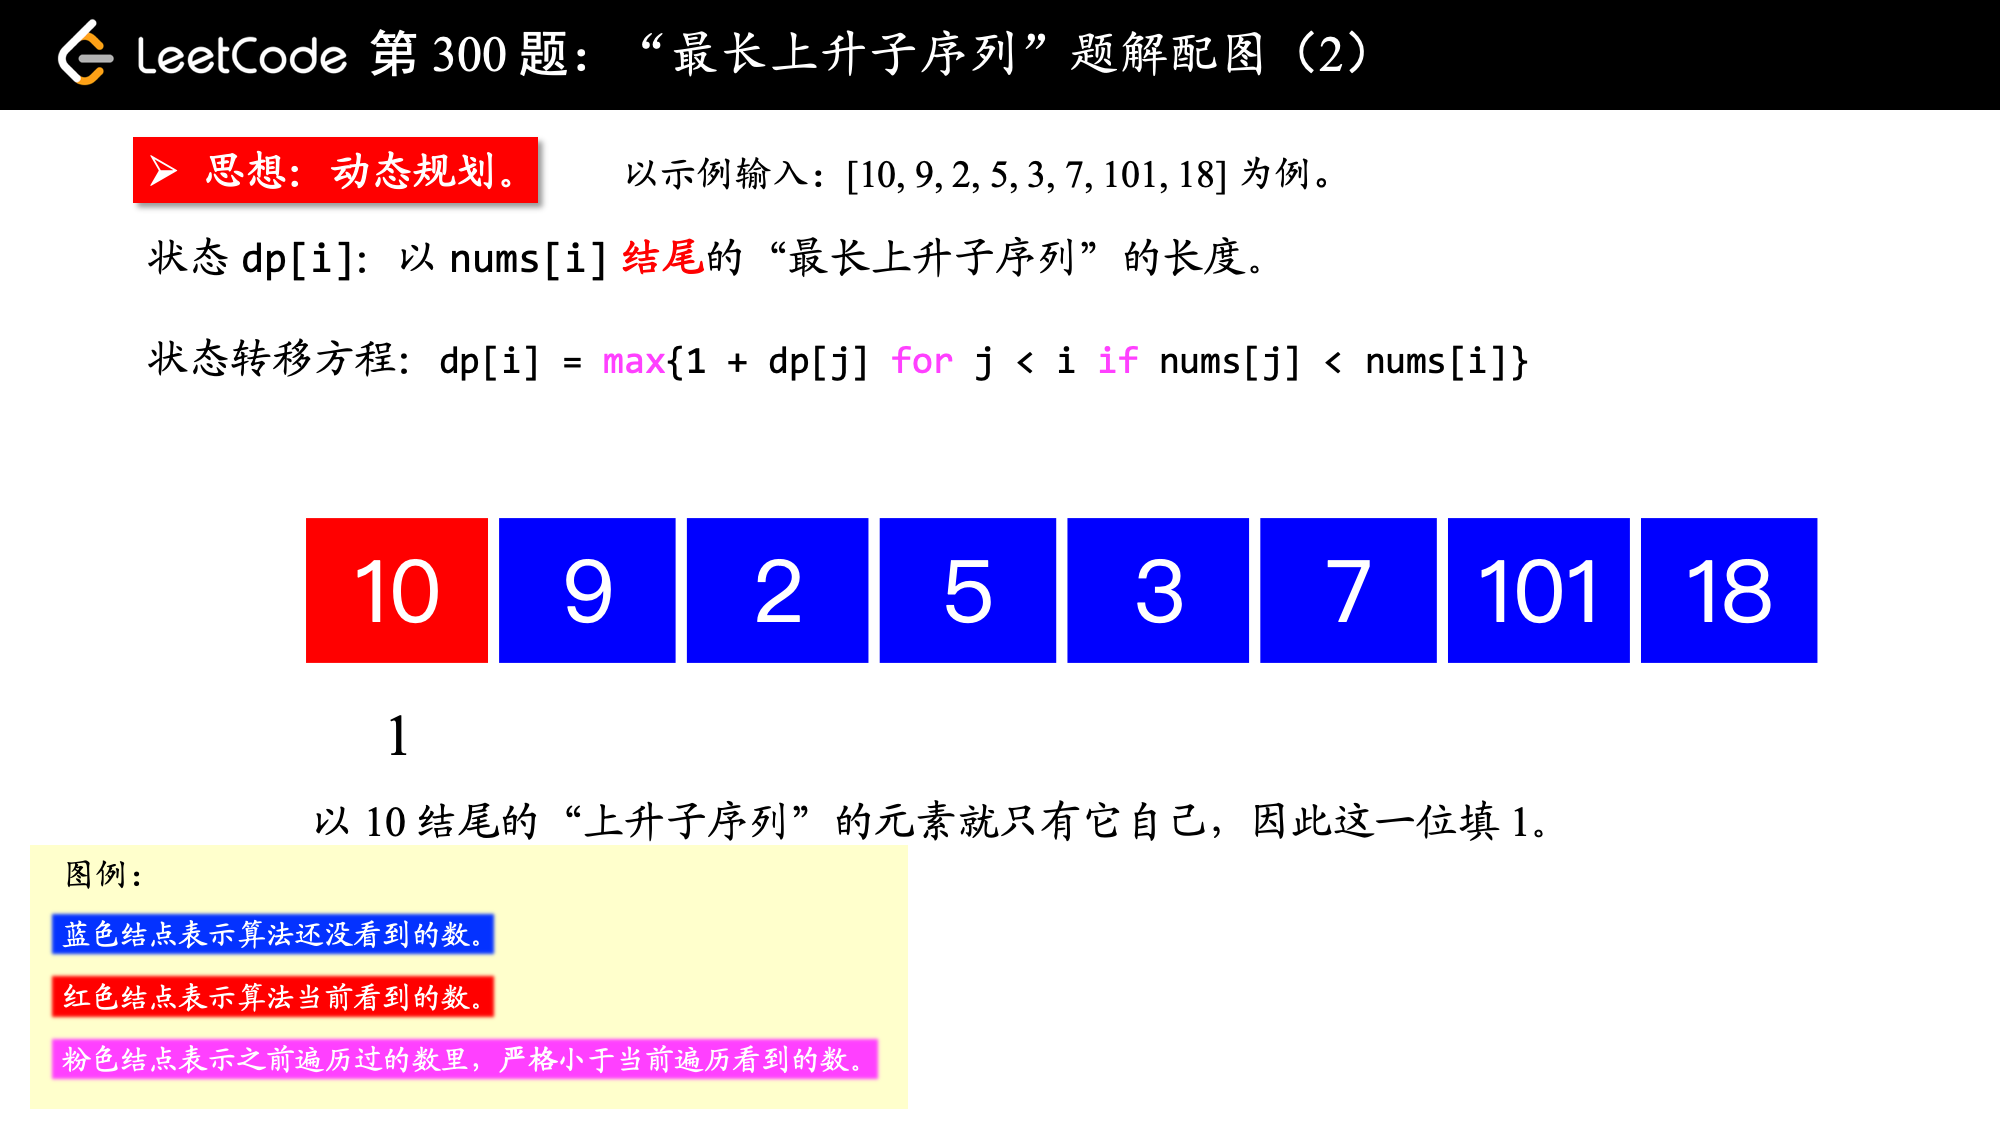 LeetCode 第 300 题：“最长上升子序列”题解配图（2）
➢ 思想：动态规划。
以示例输入：[10, 9, 2, 5, 3, 7, 101, 18] 为例。
状态 dp[i]：以 nums[i] 结尾的“最长上升子序列”的长度。
状态转移方程：dp[i] = max{1 + dp[j] for j < i if nums[j] < nums[i]}
10 9 2 5 3 7 101 18
1
以 10 结尾的“上升子序列”的元素就只有它自己，因此这一位填 1。
图例：
蓝色结点表示算法还没看到的数。
红色结点表示算法当前看到的数。
粉色结点表示之前遍历过的数里，严格小于当前遍历看到的数。